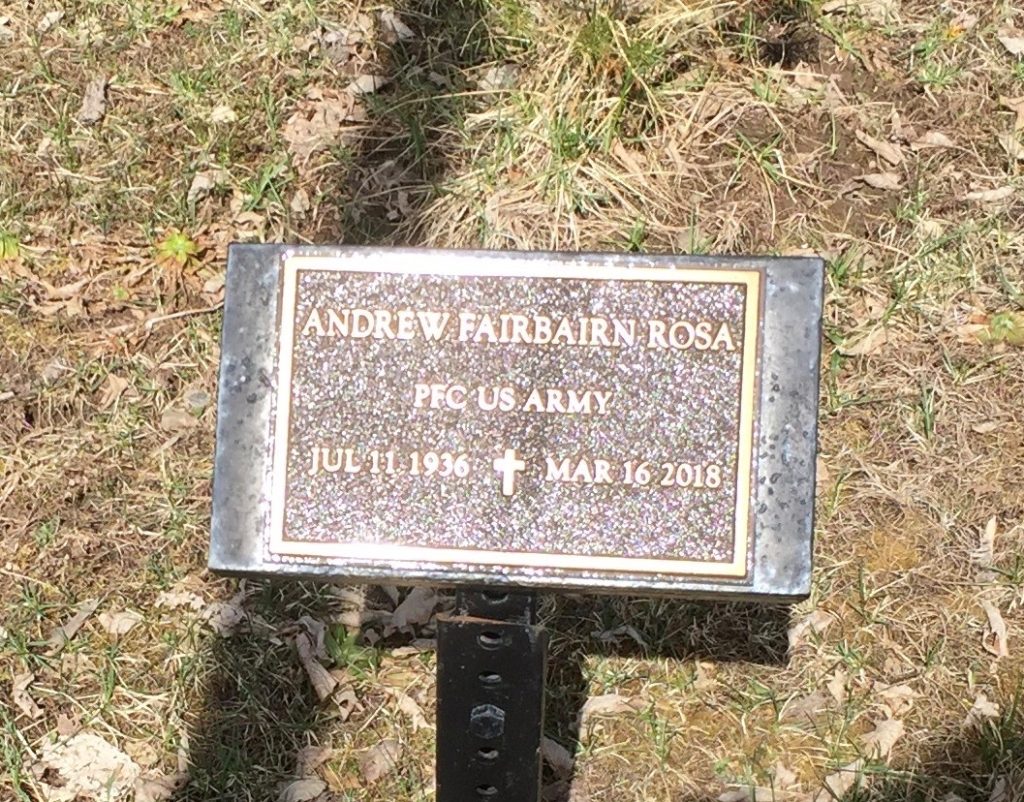 ANDREW FAIRBAIRN ROSA
PFC US ARMY
JUL 11 1936 ✝ MAR 16 2018